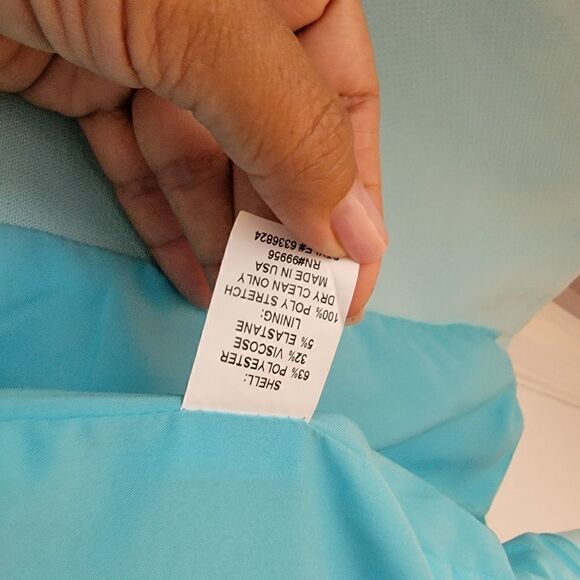 SHELL:
63% POLYESTER
32% VISCOSE
5% ELASTANE
LINING:
100% POLY STRETCH
DRY CLEAN ONLY
MADE IN USA
RN#99956
STYLE# 6336824